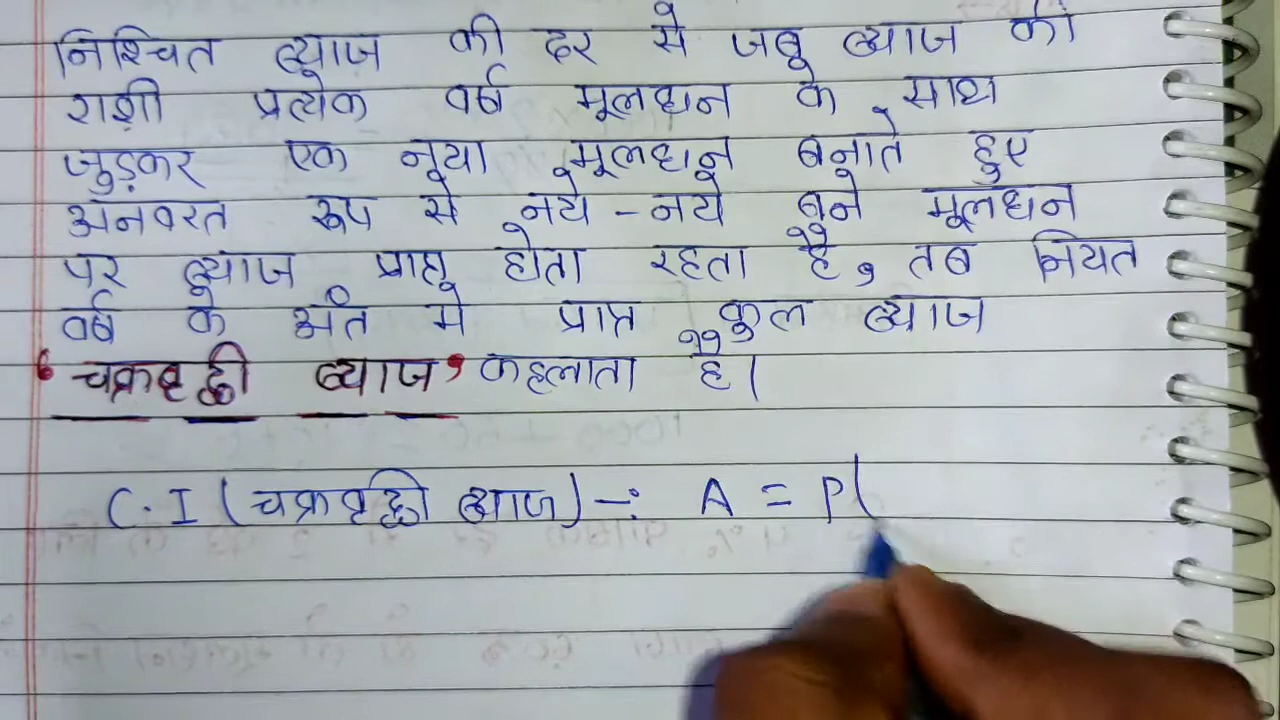 निश्चित ब्याज की दर से जब ब्याज की
राशी प्रत्येक वर्ष मूलधन के साथ
जुड़कर एक नया मूलधन बनाते हुए
अनवरत रूप से नये - नये बने मूलधन
पर ब्याज प्राप्त होता रहता है, तब नियत
वर्ष के अंत मे प्राप्त कुल ब्याज
'चक्रवृद्धी ब्याज' कहलाता है।
C.I (चक्रवृद्धी ब्याज) -: A = P(